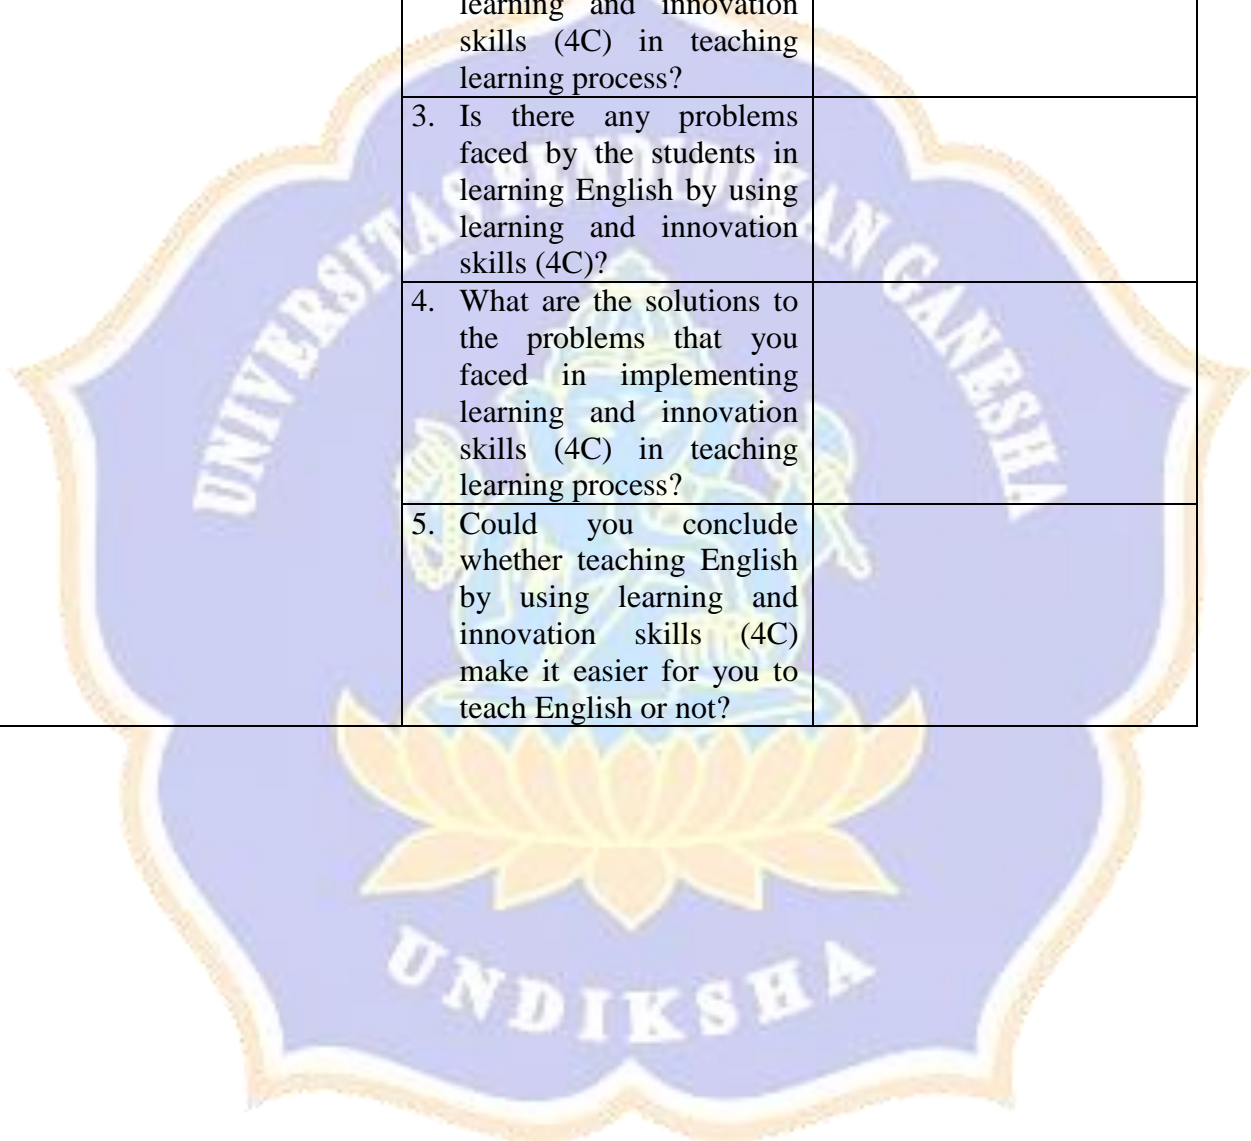 learning and innovation
skills (4C) in teaching
learning process?
3. Is there any problems
faced by the students in
learning English by using
learning and innovation
skills (4C)?
4. What are the solutions to
the problems that you
faced in implementing
learning and innovation
skills (4C) in teaching
learning process?
5. Could you conclude
whether teaching English
by using learning and
innovation skills (4C)
make it easier for you to
teach English or not?
UNIVERSITAS PENDIDIKAN GANESHA
UNDIKSHA